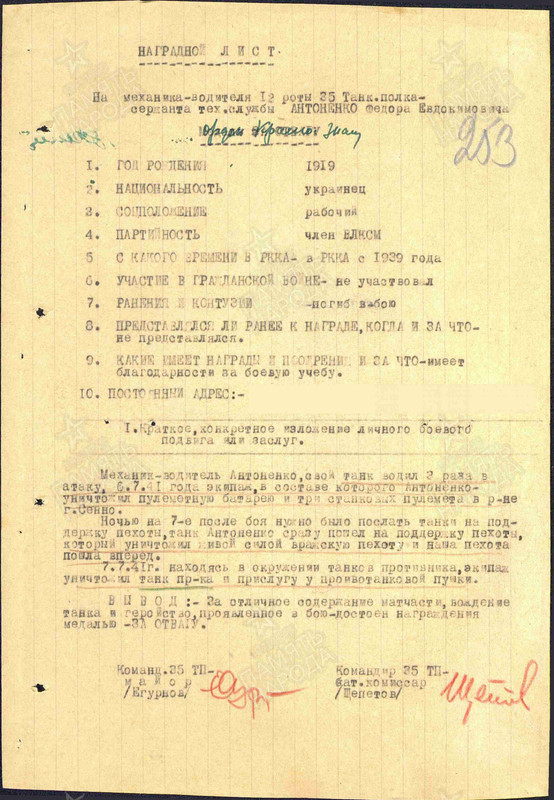 НАГРАДНОЙ ЛИСТ.
На механика-водителя 12 роты 35 Танк.полка-
сержанта тех.службы АНТОНЕНКО Федора Евдокимовича
Орден Красное Знамя
253
1. ГОД РОЖДЕНИЯ 1919
2. НАЦИОНАЛЬНОСТЬ украинец
3. СОЦПОЛОЖЕНИЕ рабочий
4. ПАРТИЙНОСТЬ член ВЛКСМ
5 С КАКОГО ВРЕМЕНИ В РККА- в РККА с 1939 года
6. УЧАСТИЕ В ГРАЖДАНСКОЙ ВОЙНЕ- не участвовал
7. РАНЕНИЯ И КОНТУЗИИ -погиб в бою
8. ПРЕДСТАВЛЯЛСЯ ЛИ РАНЕЕ К НАГРАДЕ, КОГДА И ЗА ЧТО-
не представлялся.-
9. КАКИЕ ИМЕЕТ НАГРАДЫ И ПООЩРЕНИЯ И ЗА ЧТО-имеет
благодарности за боевую учебу.
10. ПОСТОЯННЫЙ АДРЕС:-
I.Краткое, конкретное изложение личного боевого
подвига или заслуг.
Механик-водитель Антоненко, свой танк водил 3 раза в
атаку, 6.7.41 года экипаж, в составе которого Антоненко-
уничтожил пулеметную батарею и три станковых пулемета в р-не
г.Сенно.
Ночью на 7-е после боя нужно было послать танки на под-
держку пехоты, танк Антоненко сразу пошел на поддержку пехоты,
который уничтожил живой силой вражскую пехоту и наша пехота
пошла вперед.
7.7.41г. находясь в окружении танков противника, экипаж
уничтожил танк пр-ка и прислугу у проивотанковой пушки.
ВЫВОД:- За отличное содержание матчасти, вождение
танка и геройство, проявленное в бою-достоен награждения
медалью -ЗА ОТВАГУ.
Команд.35 ТП- Командир 35 ТП-
майор бат.комиссар
/Егурнов/ /Щепетов/
Щепетов